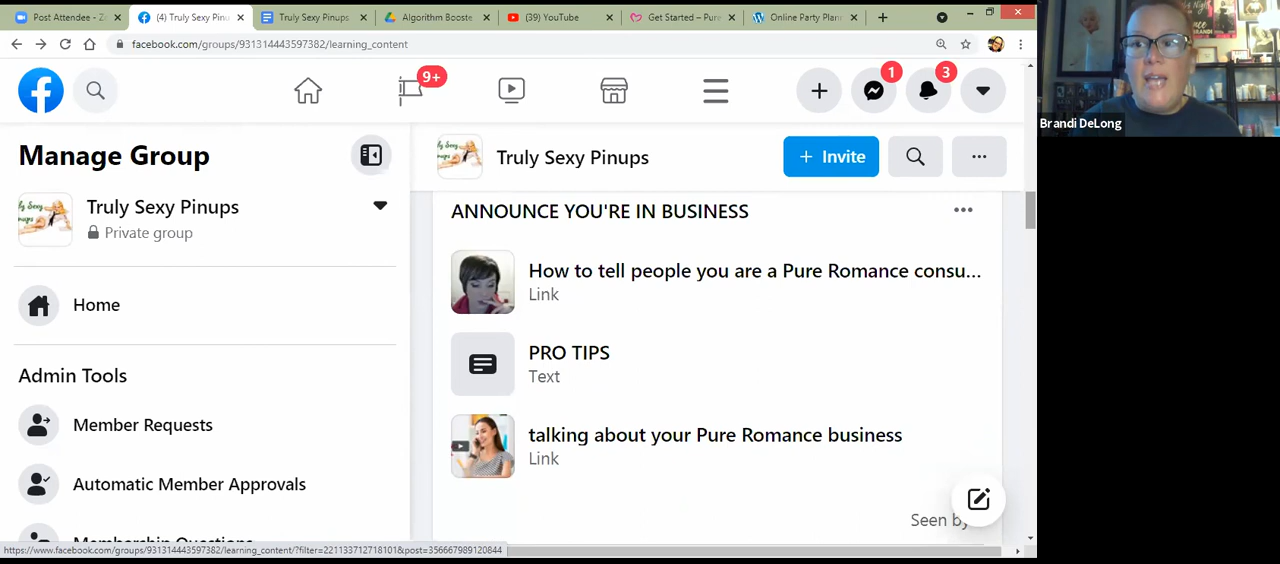 Post Attendee - Z
(4) Truly Sexy Pinu
Truly Sexy Pinups
Algorithm Booste
(39) YouTube
Get Started – Pure
Online Party Plan
facebook.com/groups/931314443597382/learning_content
9+
1
3
Brandi DeLong
Manage Group
Truly Sexy Pinups
Private group
Home
Admin Tools
Member Requests
Automatic Member Approvals
Membership Questions
Truly Sexy Pinups
+ Invite
ANNOUNCE YOU'RE IN BUSINESS
How to tell people you are a Pure Romance consu...
Link
PRO TIPS
Text
talking about your Pure Romance business
Link
Seen by
https://www.facebook.com/groups/931314443597382/learning_content/?filter=221133712718101&post=356667989120844